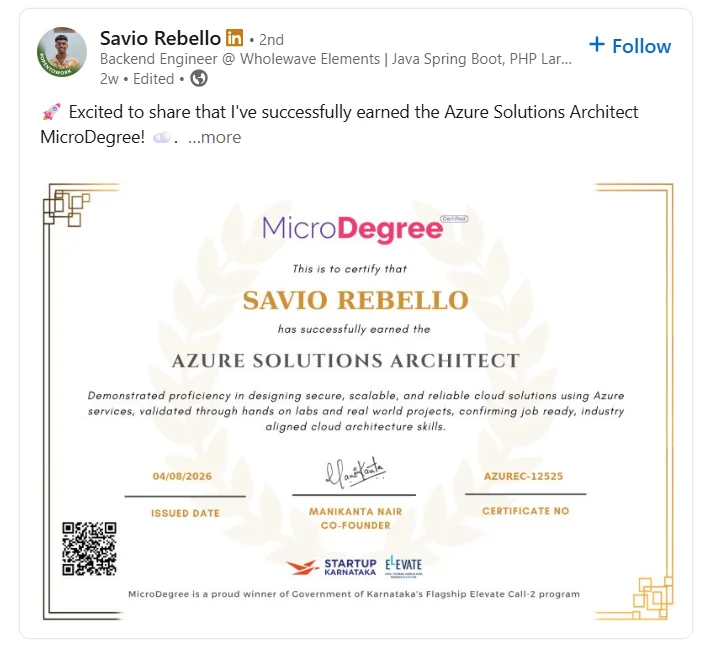 Savio Rebello in • 2nd
+ Follow
Backend Engineer @ Wholewave Elements | Java Spring Boot, PHP Lar...
2w • Edited •
#OPENTOWORK
🚀 Excited to share that I've successfully earned the Azure Solutions Architect
MicroDegree! ☁️. ...more
MicroDegree Certified
This is to certify that
SAVIO REBELLO
has successfully earned the
AZURE SOLUTIONS ARCHITECT
Demonstrated proficiency in designing secure, scalable, and reliable cloud solutions using Azure
services, validated through hands on labs and real world projects, confirming job ready, industry
aligned cloud architecture skills.
04/08/2026
ISSUED DATE
Manikanta
MANIKANTA NAIR
CO-FOUNDER
AZUREC-12525
CERTIFICATE NO
STARTUP
KARNATAKA
ELEVATE
MicroDegree is a proud winner of Government of Karnataka's Flagship Elevate Call-2 program